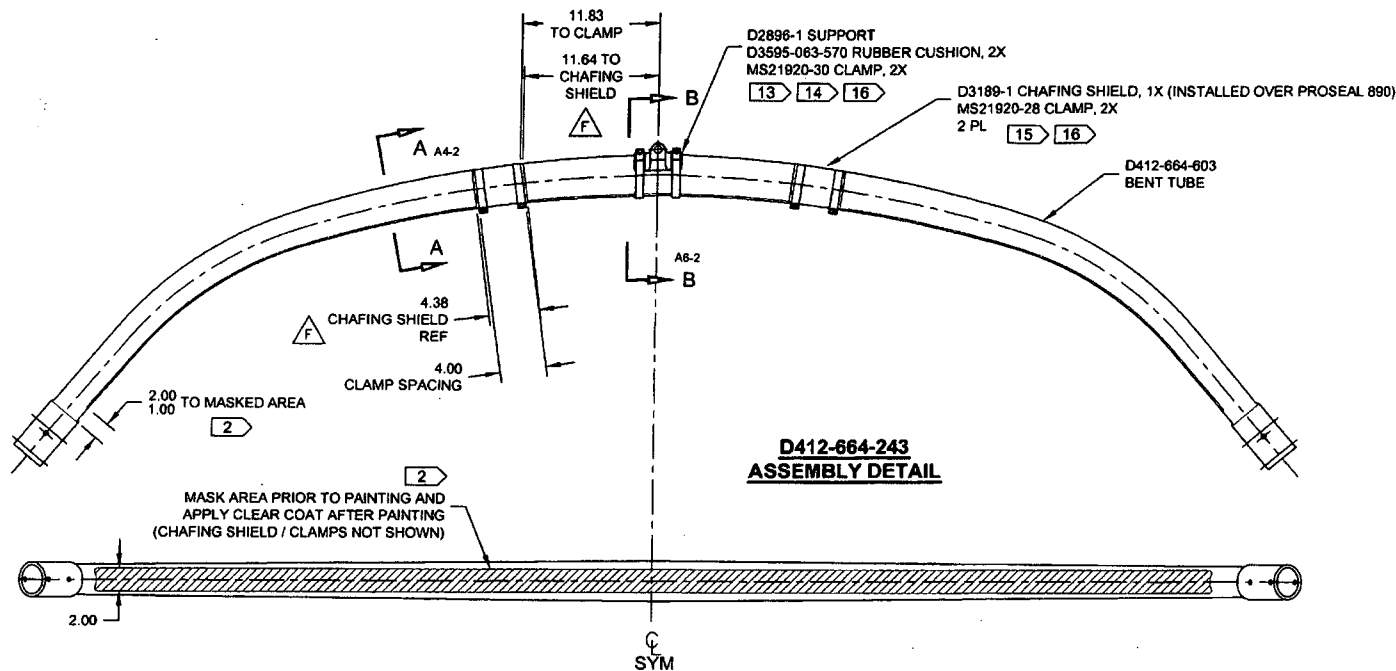 11.83
TO CLAMP
11.64 TO
CHAFING
SHIELD
F
B
D2896-1 SUPPORT
D3595-063-570 RUBBER CUSHION, 2X
MS21920-30 CLAMP, 2X
13 14 16
D3189-1 CHAFING SHIELD, 1X (INSTALLED OVER PROSEAL 890)
MS21920-28 CLAMP, 2X
2 PL 15 16
D412-664-603
BENT TUBE
A A4-2
A
A6-2
B
4.38
CHAFING SHIELD
REF
F
4.00
CLAMP SPACING
2.00
1.00 TO MASKED AREA
2
D412-664-243
ASSEMBLY DETAIL
2
MASK AREA PRIOR TO PAINTING AND
APPLY CLEAR COAT AFTER PAINTING
(CHAFING SHIELD / CLAMPS NOT SHOWN)
2.00
CL
SYM